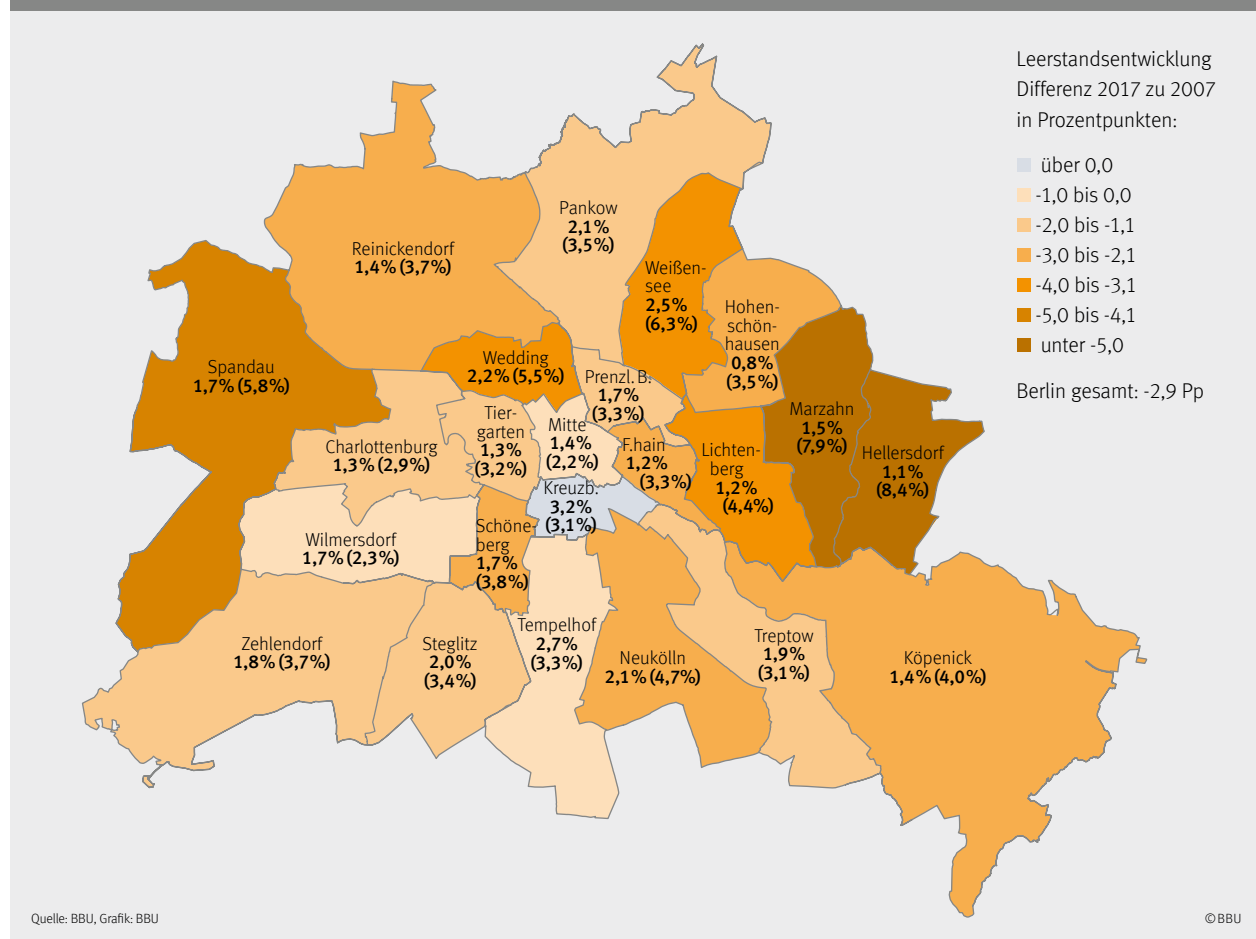 Leerstandsentwicklung
Differenz 2017 zu 2007
in Prozentpunkten:
über 0,0
-1,0 bis 0,0
-2,0 bis -1,1
-3,0 bis -2,1
-4,0 bis -3,1
-5,0 bis -4,1
unter -5,0
Berlin gesamt: -2,9 Pp
Pankow
2,1%
(3,5%)
Reinickendorf
1,4% (3,7%)
Weißen-
see
2,5%
(6,3%)
Hohen-
schön-
hausen
0,8%
(3,5%)
Spandau
1,7% (5,8%)
Wedding
2,2% (5,5%)
Prenzl. B.
1,7%
(3,3%)
Marzahn
1,5%
(7,9%)
Hellersdorf
1,1%
(8,4%)
Charlottenburg
1,3% (2,9%)
Tier-
garten
1,3%
(3,2%)
Mitte
1,4%
(2,2%)
F.hain
1,2%
(3,3%)
Lichten-
berg
1,2%
(4,4%)
Kreuzb.
3,2%
(3,1%)
Wilmersdorf
1,7% (2,3%)
Schöne-
berg
1,7%
(3,8%)
Zehlendorf
1,8% (3,7%)
Steglitz
2,0%
(3,4%)
Tempelhof
2,7%
(3,3%)
Neukölln
2,1% (4,7%)
Treptow
1,9%
(3,1%)
Köpenick
1,4% (4,0%)
Quelle: BBU, Grafik: BBU
© BBU